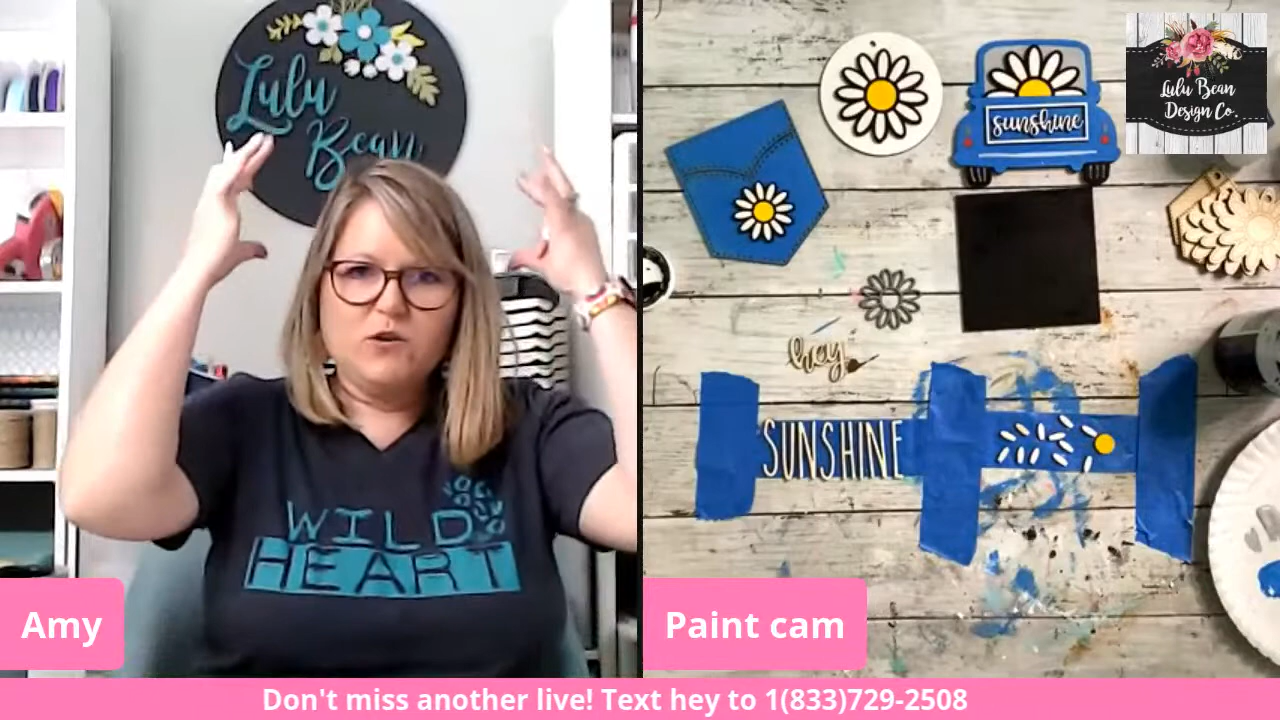 Lulu
Bean
WILD
HEART
Amy
sunshine
Lulu Bean
Design Co.
hey
SUNSHINE
Paint cam
Don't miss another live! Text hey to 1(833)729-2508